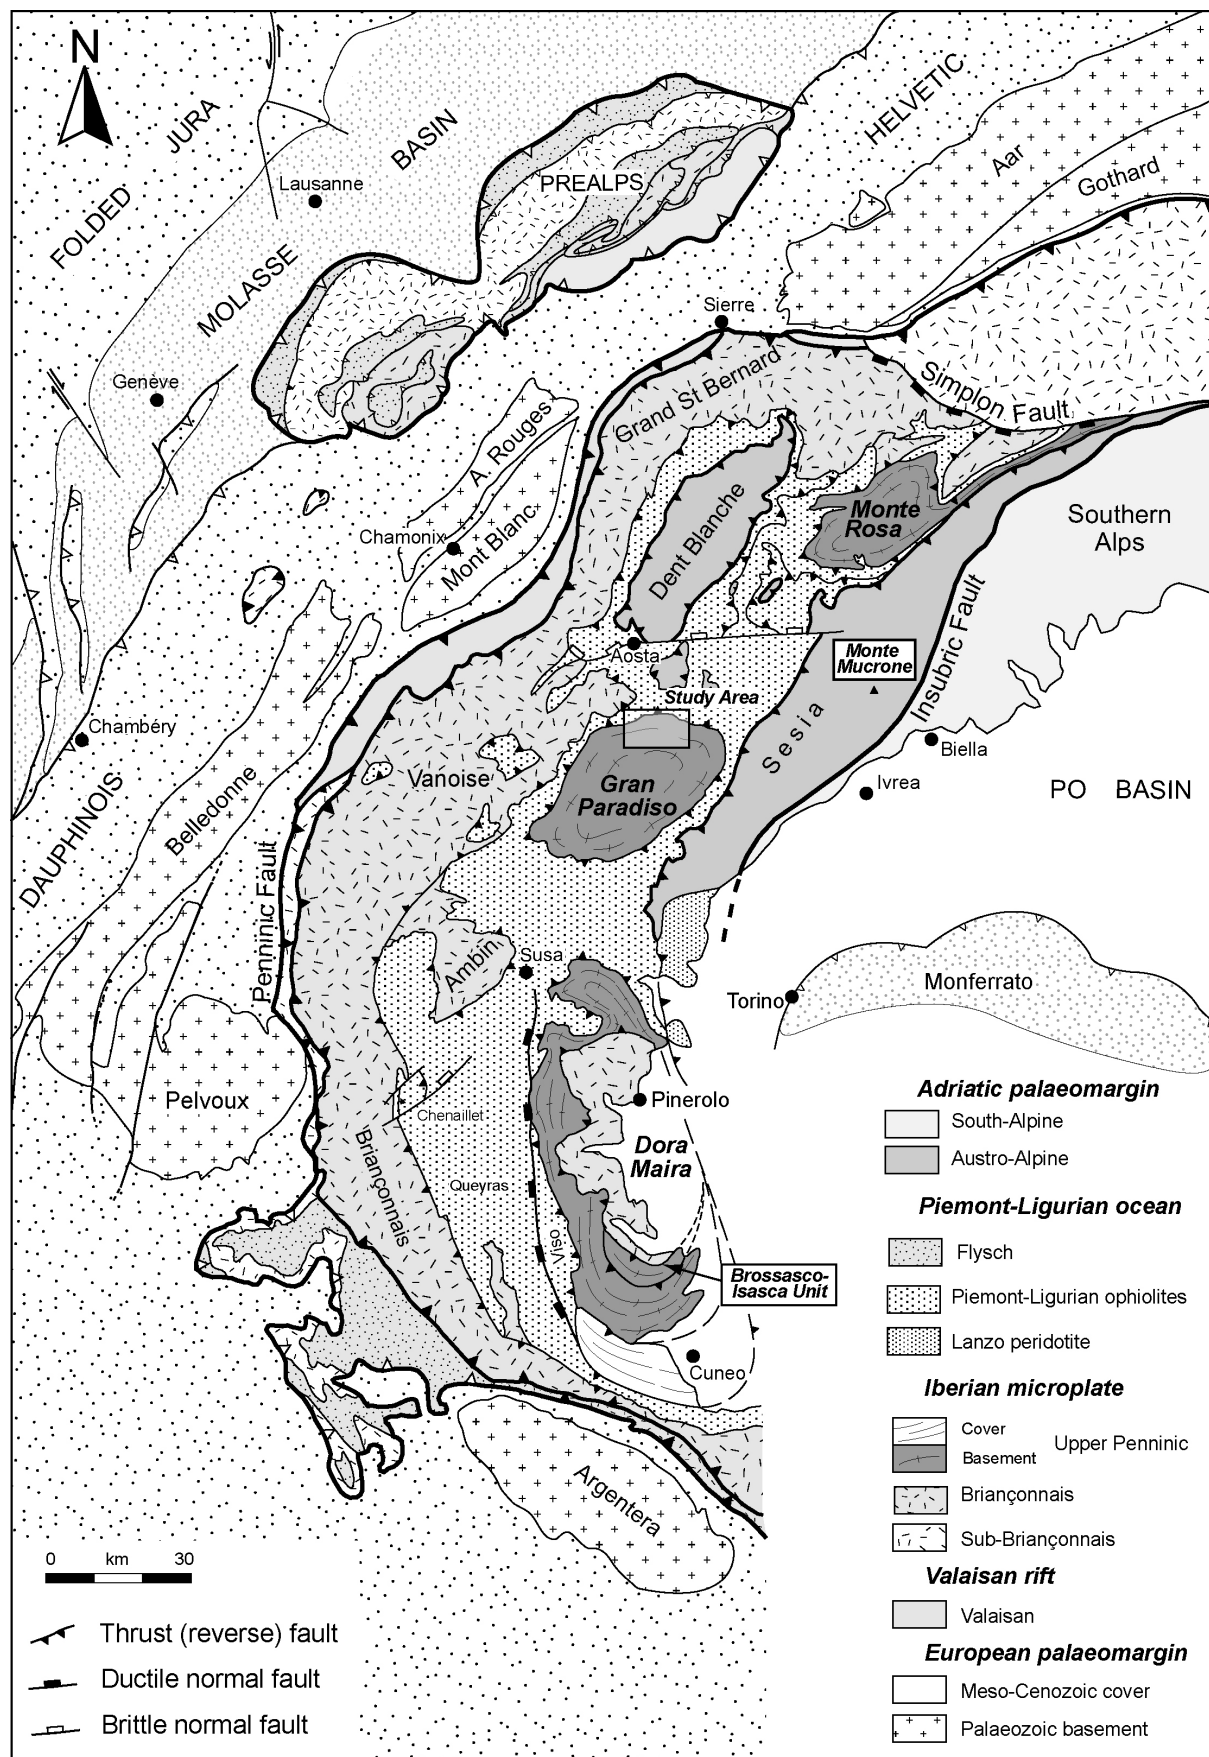 N
FOLDED
JURA
MOLASSE
BASIN
HELVETIC
Aar
Gothard
Lausanne
PREALPS
Sierre
Genève
Grand St Bernard
Simplon Fault
A. Rouges
Mont Blanc
Chamonix
Dent Blanche
Monte
Rosa
Southern
Alps
Insubric Fault
Aosta
Monte
Mucrone
Study Area
Sesia
Chambéry
Biella
Ivrea
Vanoise
Gran
Paradiso
PO BASIN
Belledonne
DAUPHINOIS
Penninic Fault
Ambin
Susa
Torino
Monferrato
Pelvoux
Chenaillet
Pinerolo
Dora
Maira
Briançonnais
Queyras
Viso
Brossasco-
Isasca Unit
Cuneo
Argentera
0 km 30
Thrust (reverse) fault
Ductile normal fault
Brittle normal fault
Adriatic palaeomargin
South-Alpine
Austro-Alpine
Piemont-Ligurian ocean
Flysch
Piemont-Ligurian ophiolites
Lanzo peridotite
Iberian microplate
Cover
Upper Penninic
Basement
Briançonnais
Sub-Briançonnais
Valaisan rift
Valaisan
European palaeomargin
Meso-Cenozoic cover
Palaeozoic basement